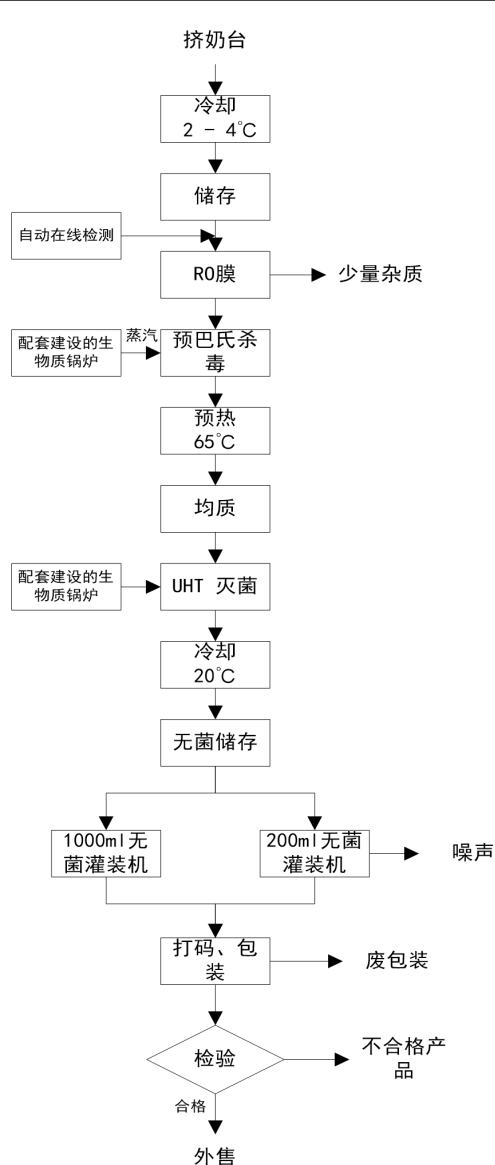 挤奶台
冷却
2 - 4℃
储存
自动在线检测
RO膜
少量杂质
配套建设的生
物质锅炉
蒸汽
预巴氏杀
毒
预热
65℃
均质
配套建设的生
物质锅炉
UHT 灭菌
冷却
20℃
无菌储存
1000ml无
菌灌装机
200ml无菌
灌装机
噪声
打码、包
装
废包装
检验
不合格产
品
合格
外售